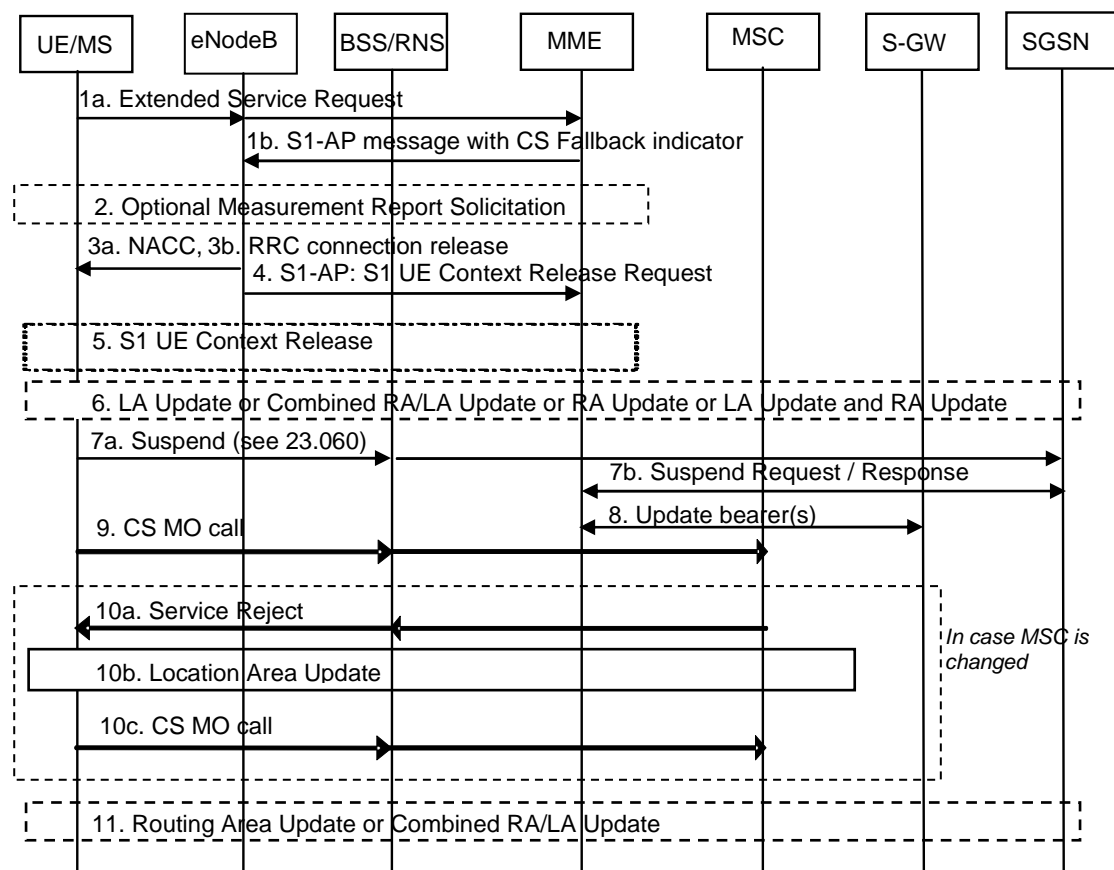 UE/MS
eNodeB
BSS/RNS
MME
MSC
S-GW
SGSN
1a. Extended Service Request
1b. S1-AP message with CS Fallback indicator
2. Optional Measurement Report Solicitation
3a. NACC, 3b. RRC connection release
4. S1-AP: S1 UE Context Release Request
5. S1 UE Context Release
6. LA Update or Combined RA/LA Update or RA Update or LA Update and RA Update
7a. Suspend (see 23.060)
7b. Suspend Request / Response
8. Update bearer(s)
9. CS MO call
10a. Service Reject
In case MSC is
changed
10b. Location Area Update
10c. CS MO call
11. Routing Area Update or Combined RA/LA Update